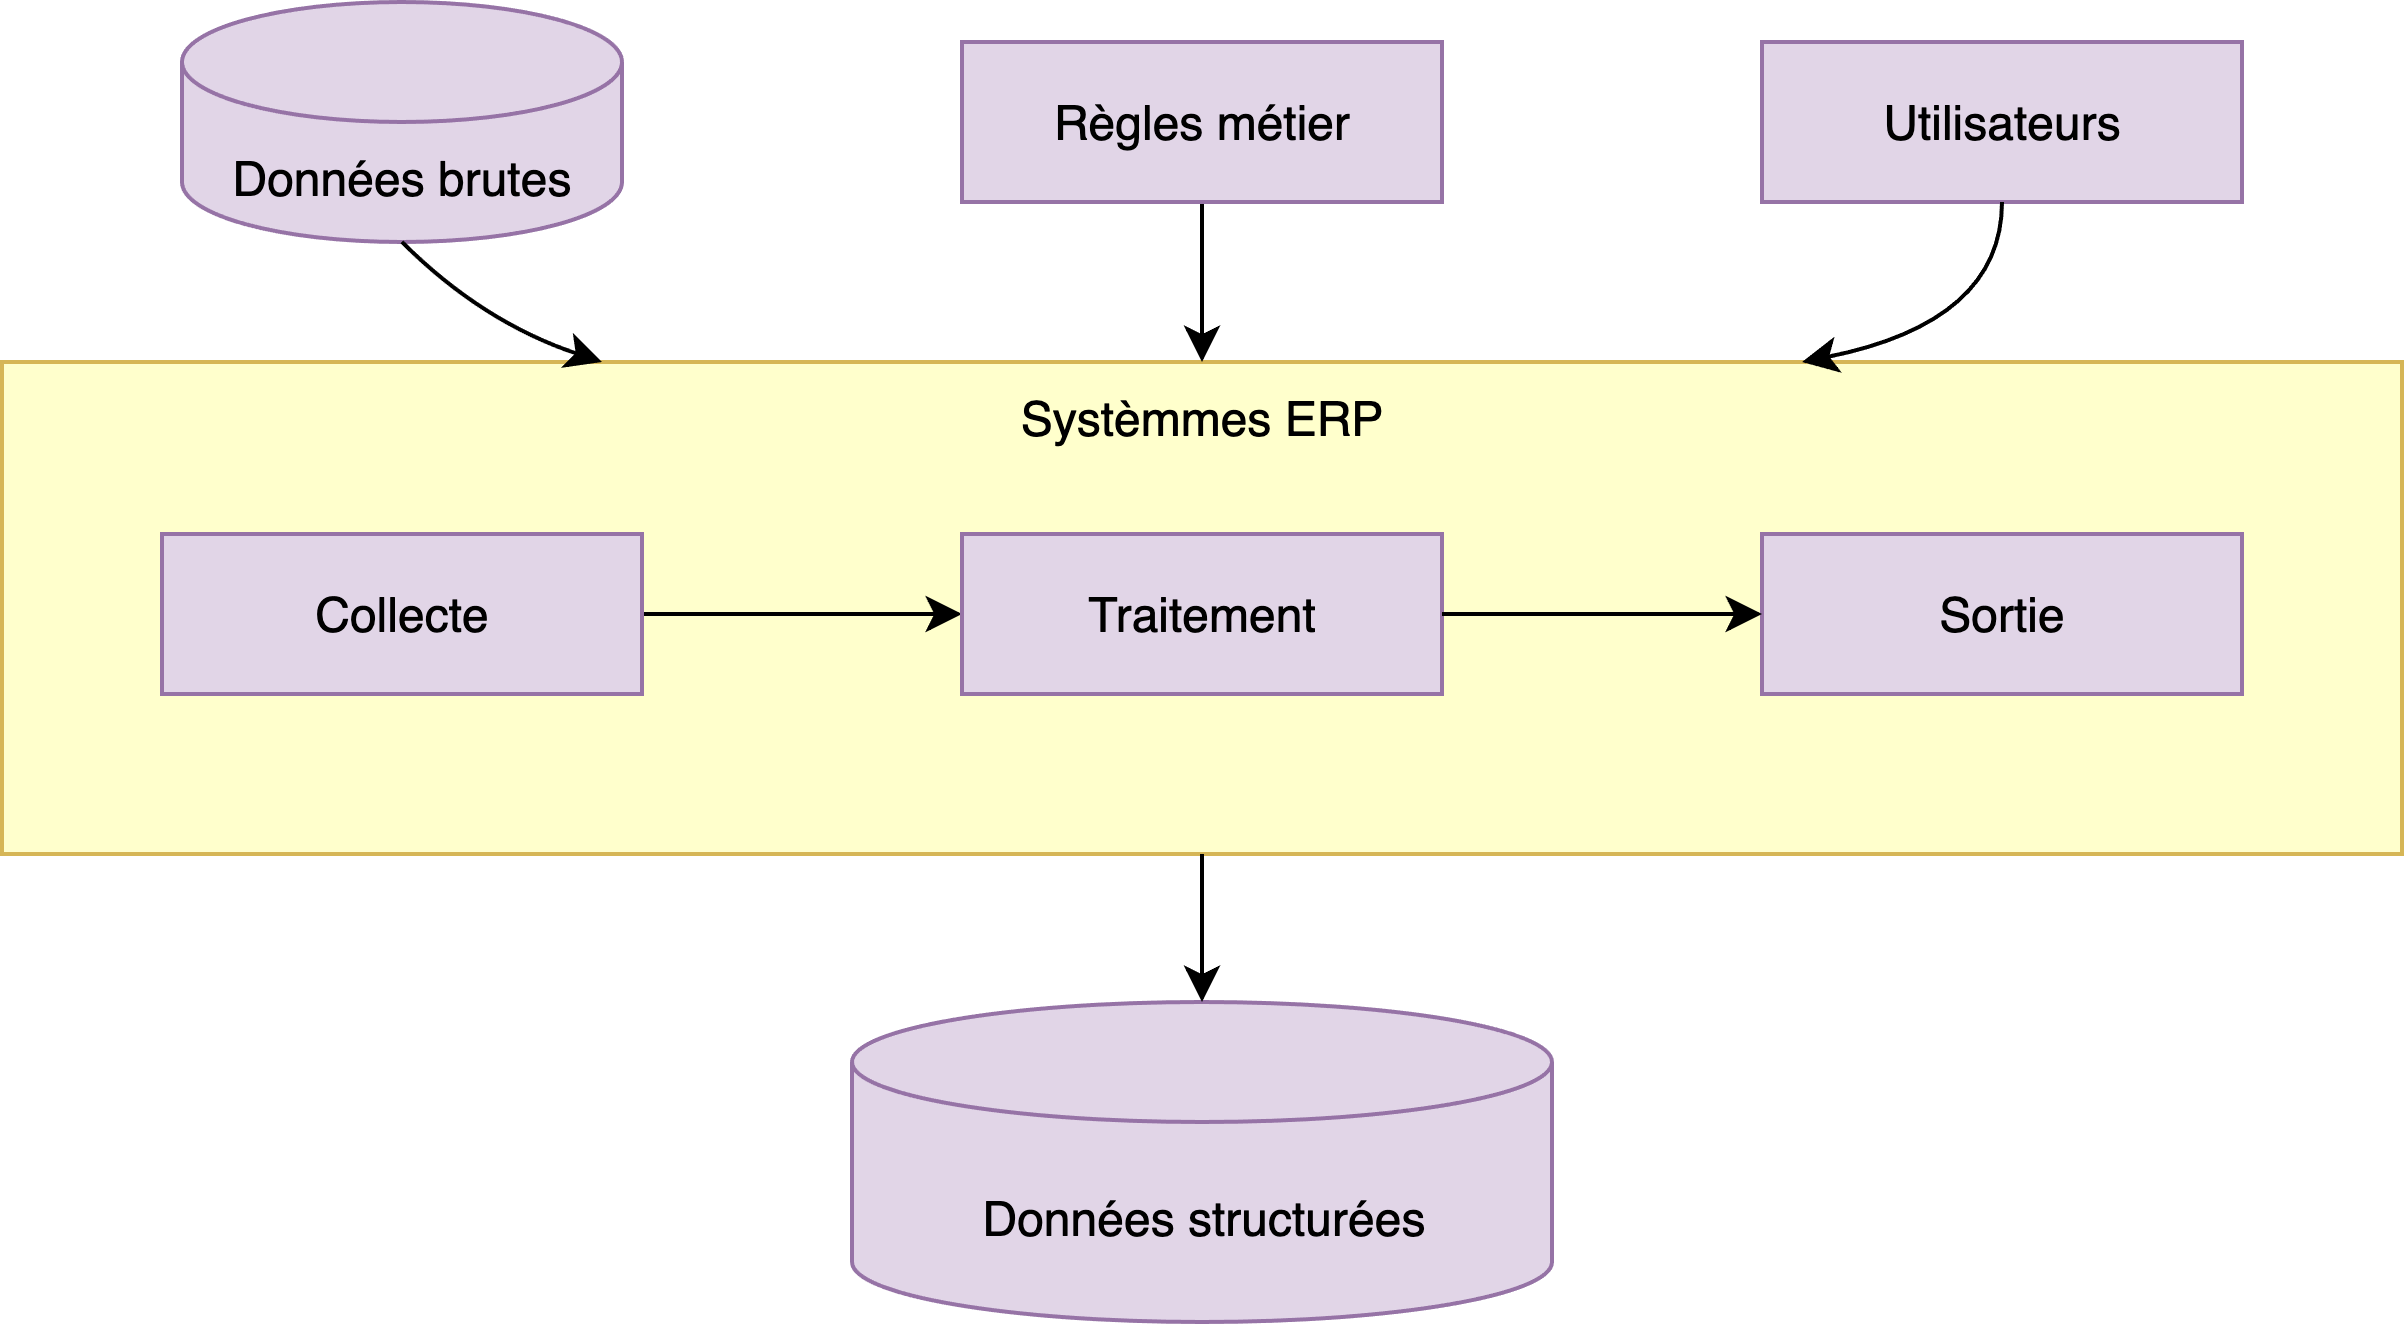 Données brutes
Règles métier
Utilisateurs
Systèmmes ERP
Collecte
Traitement
Sortie
Données structurées